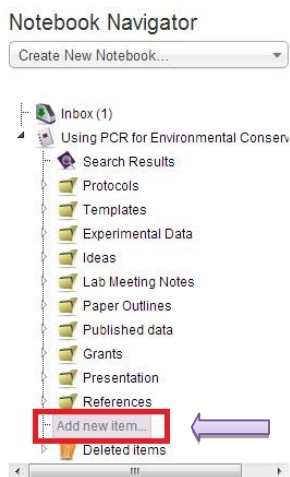 Notebook Navigator
Create New Notebook...
Inbox (1)
Using PCR for Environmental Conserv
Search Results
Protocols
Templates
Experimental Data
Ideas
Lab Meeting Notes
Paper Outlines
Published data
Grants
Presentation
References
Add new item...
Deleted items